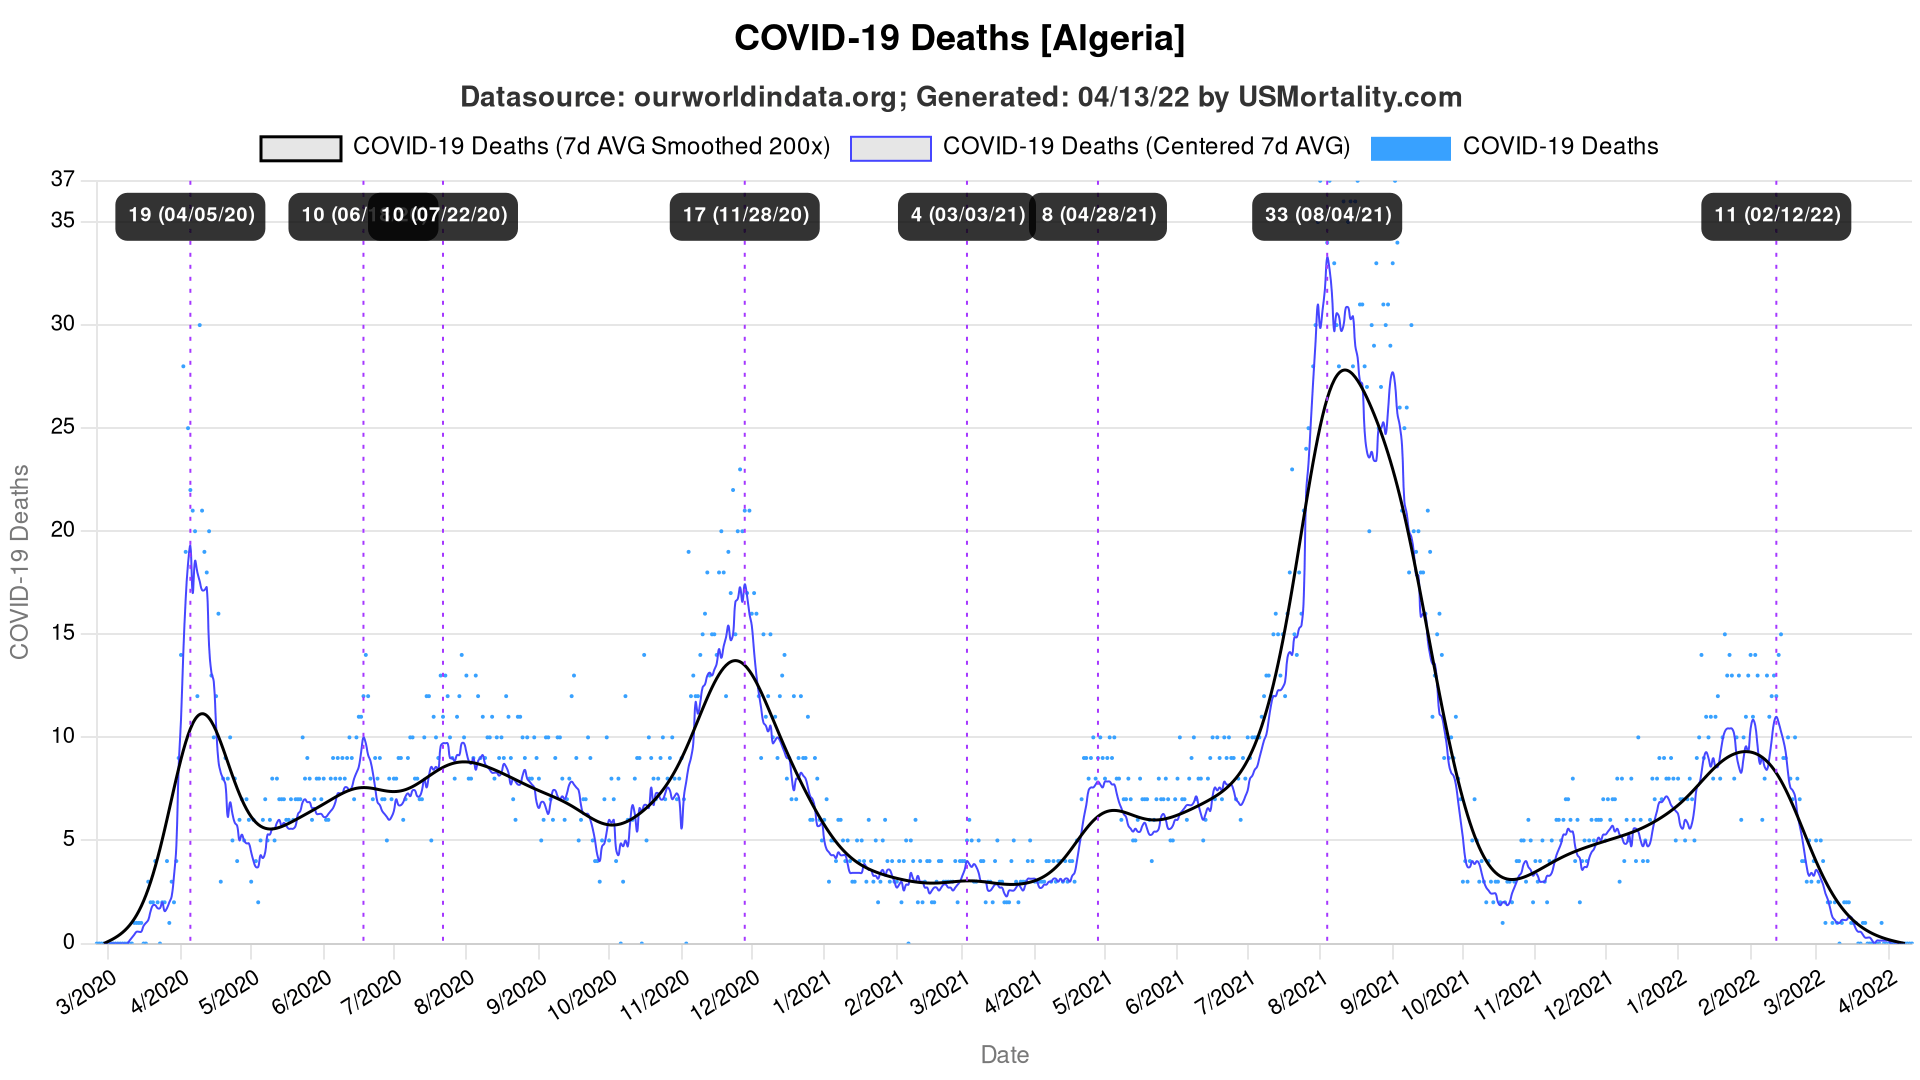 COVID-19 Deaths [Algeria]
Datasource: ourworldindata.org; Generated: 04/13/22 by USMortality.com
COVID-19 Deaths (7d AVG Smoothed 200x) COVID-19 Deaths (Centered 7d AVG) COVID-19 Deaths
37
19 (04/05/20) 10 (06/ 10 (07/22/20) 17 (11/28/20) 4 (03/03/21) 8 (04/28/21) 33 (08/04/21) 11 (02/12/22)
35
30
25
20
15
10
5
0
COVID-19 Deaths
3/2020 4/2020 5/2020 6/2020 7/2020 8/2020 9/2020 10/2020 11/2020 12/2020 1/2021 2/2021 3/2021 4/2021 5/2021 6/2021 7/2021 8/2021 9/2021 10/2021 11/2021 12/2021 1/2022 2/2022 3/2022 4/2022
Date